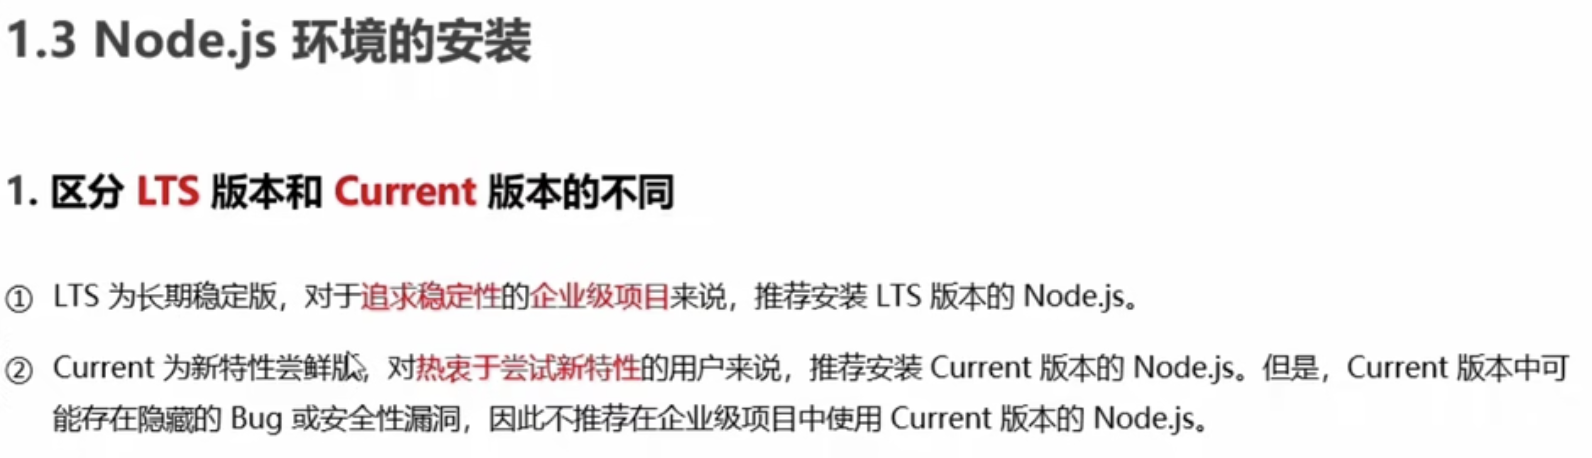 1.3 Node.js 环境的安装
1. 区分 LTS 版本和 Current 版本的不同
① LTS 为长期稳定版，对于追求稳定性的企业级项目来说，推荐安装 LTS 版本的 Node.js。
② Current 为新特性尝鲜版，对热衷于尝试新特性的用户来说，推荐安装 Current 版本的 Node.js。但是，Current 版本中可
能存在隐藏的 Bug 或安全性漏洞，因此不推荐在企业级项目中使用 Current 版本的 Node.js。